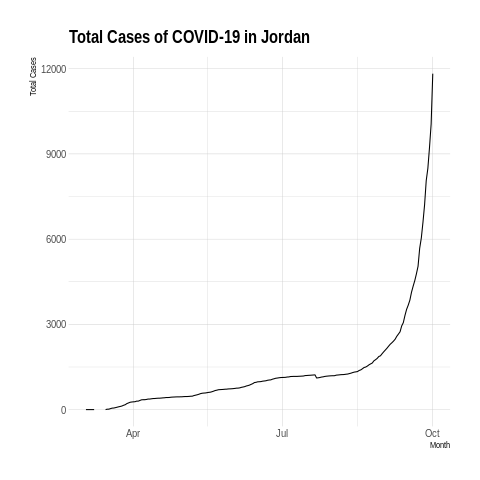 Total Cases of COVID-19 in Jordan
Total Cases
12000
9000
6000
3000
0
Apr
Jul
Oct
Month